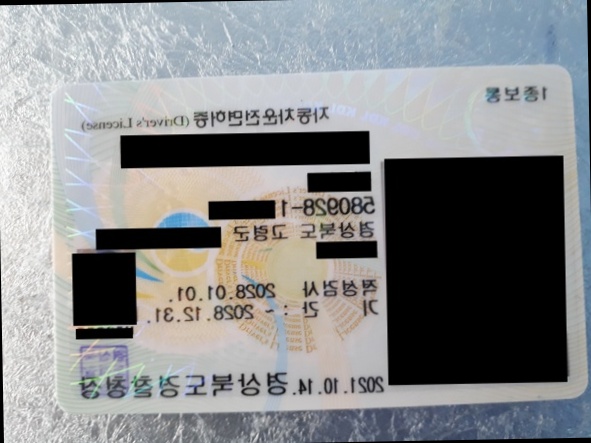 1종보통
자동차운전면허증 (Driver's License)
580928-1
경상북도 고령군
적성검사 2028.01.01.
기 간 : ~ 2028.12.31.
2021.10.14. 경상북도경찰청장